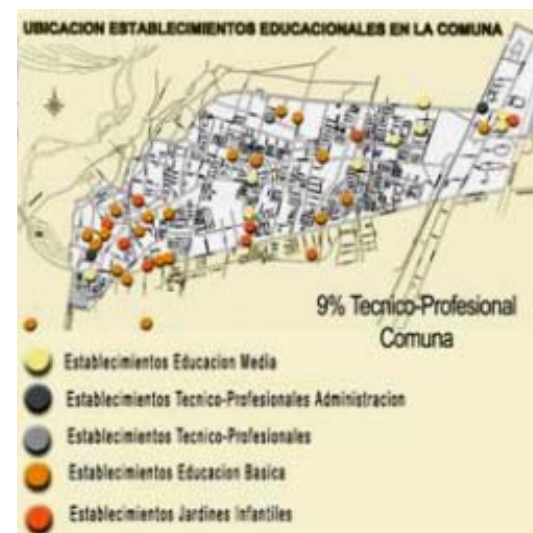 UBICACION ESTABLECIMIENTOS EDUCACIONALES EN LA COMUNA
9% Tecnico-Profesional
Comuna
Establecimientos Educacion Media
Establecimientos Tecnico-Profesionales Administracion
Establecimientos Tecnico-Profesionales
Establecimientos Educacion Basica
Establecimientos Jardines Infantiles